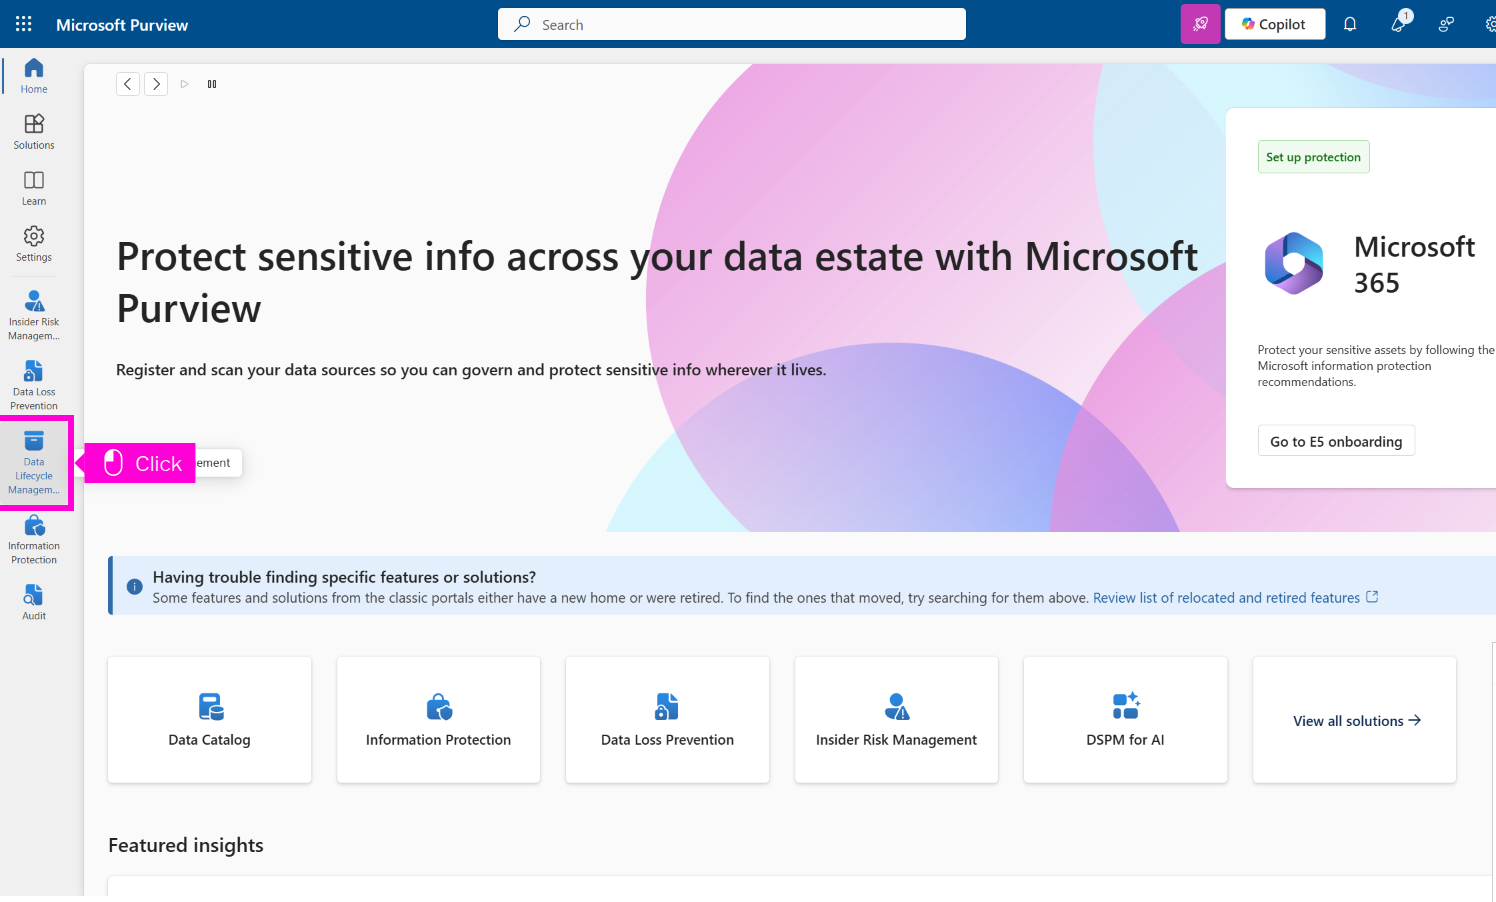 Microsoft Purview
Search
Copilot
1
Home
Solutions
Learn
Settings
Insider Risk
Managem...
Data Loss
Prevention
Data
Lifecycle
Managem...
Information
Protection
Audit
Protect sensitive info across your data estate with Microsoft
Purview
Register and scan your data sources so you can govern and protect sensitive info wherever it lives.
Click
ement
Set up protection
Microsoft
365
Protect your sensitive assets by following the
Microsoft information protection
recommendations.
Go to E5 onboarding
Having trouble finding specific features or solutions?
Some features and solutions from the classic portals either have a new home or were retired. To find the ones that moved, try searching for them above. Review list of relocated and retired features
Data Catalog
Information Protection
Data Loss Prevention
Insider Risk Management
DSPM for AI
View all solutions
Featured insights